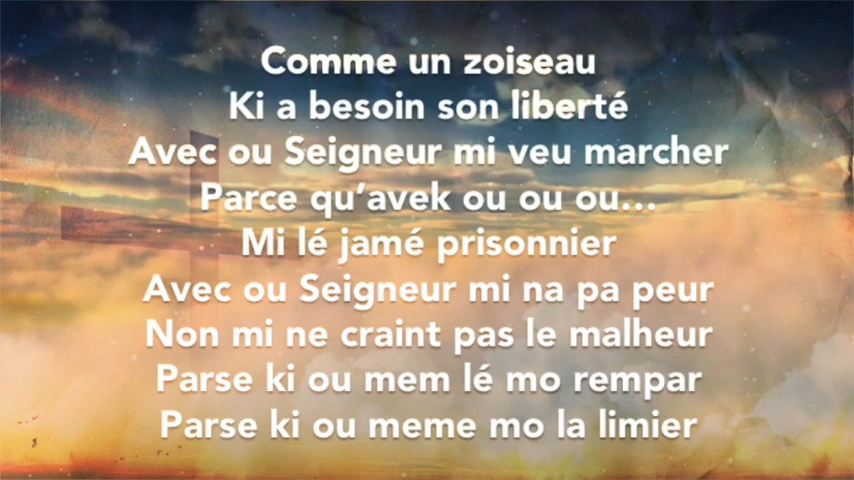 Comme un zoiseau
Ki a besoin son liberté
Avec ou Seigneur mi veu marcher
Parce qu’avek ou ou ou...
Mi lé jamé prisonnier
Avec ou Seigneur mi na pa peur
Non mi ne craint pas le malheur
Parse ki ou mem lé mo rempar
Parse ki ou meme mo la limier